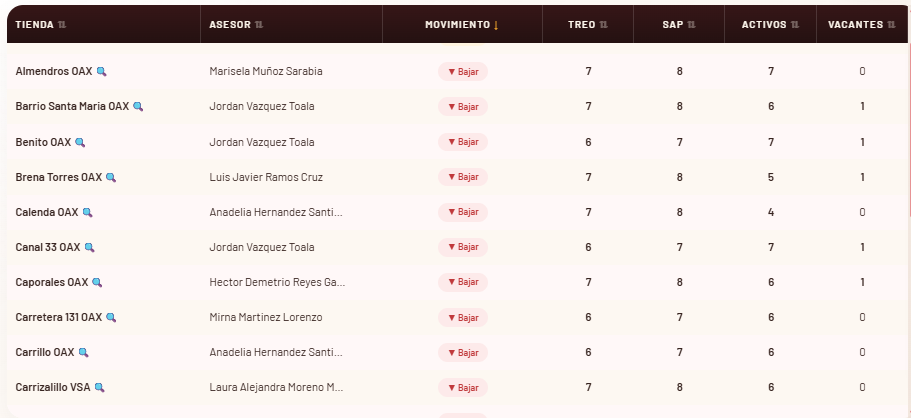 TIENDA ⇅ ASESOR ⇅ MOVIMIENTO ↓ TREO ⇅ SAP ⇅ ACTIVOS ⇅ VACANTES ⇅
Almendros OAX Marisela Muñoz Sarabia ▼ Bajar 7 8 7 0
Barrio Santa Maria OAX Jordan Vazquez Toala ▼ Bajar 7 8 6 1
Benito OAX Jordan Vazquez Toala ▼ Bajar 6 7 7 1
Brena Torres OAX Luis Javier Ramos Cruz ▼ Bajar 7 8 5 1
Calenda OAX Anadelia Hernandez Santi... ▼ Bajar 7 8 4 0
Canal 33 OAX Jordan Vazquez Toala ▼ Bajar 6 7 7 1
Caporales OAX Hector Demetrio Reyes Ga... ▼ Bajar 7 8 6 1
Carretera 131 OAX Mirna Martinez Lorenzo ▼ Bajar 6 7 6 0
Carrillo OAX Anadelia Hernandez Santi... ▼ Bajar 6 7 6 0
Carrizalillo VSA Laura Alejandra Moreno M... ▼ Bajar 7 8 6 0